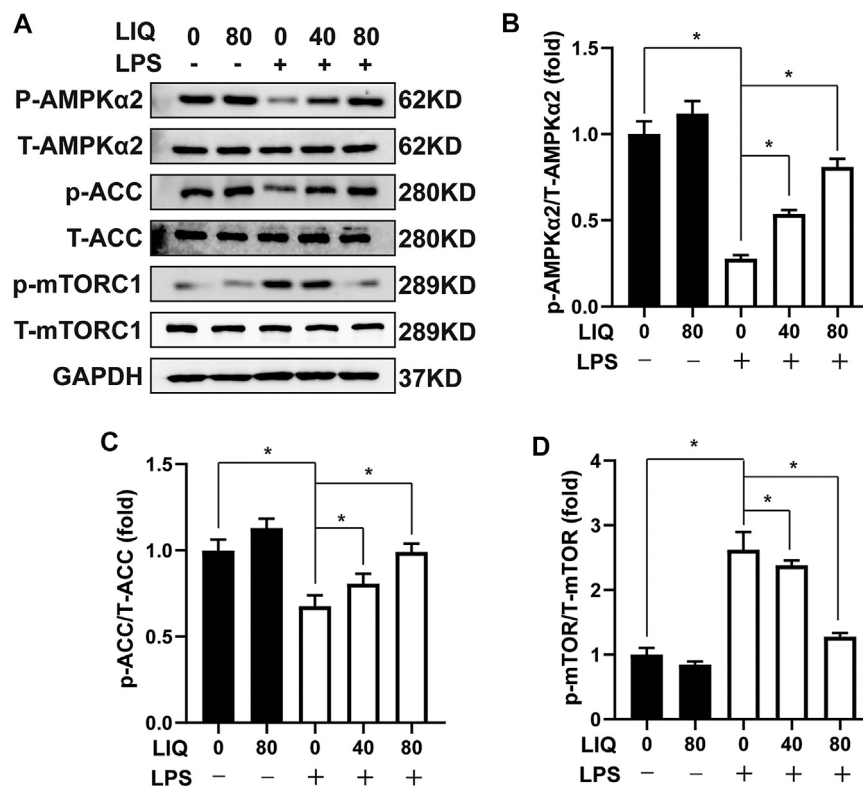 A
LIQ 0 80 0 40 80
LPS - - + + +
P-AMPKα2 62KD
T-AMPKα2 62KD
p-ACC 280KD
T-ACC 280KD
p-mTORC1 289KD
T-mTORC1 289KD
GAPDH 37KD
B
p-AMPKα2/T-AMPKα2 (fold)
1.5
1.0
0.5
0.0
*
*
*
LIQ 0 80 0 40 80
LPS − − + + +
C
p-ACC/T-ACC (fold)
1.5
1.0
0.5
0.0
*
*
*
LIQ 0 80 0 40 80
LPS − − + + +
D
p-mTOR/T-mTOR (fold)
4
3
2
1
0
*
*
*
LIQ 0 80 0 40 80
LPS − − + + +